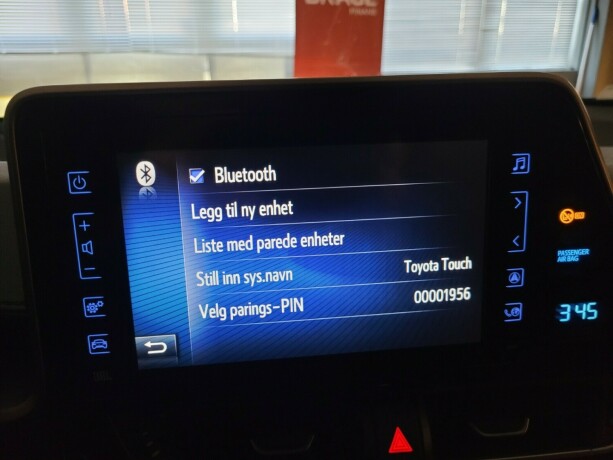 Bluetooth
Legg til ny enhet
Liste med parede enheter
Still inn sys.navn Toyota Touch
Velg parings-PIN 00001956
PASSENGER
AIR BAG
3:45